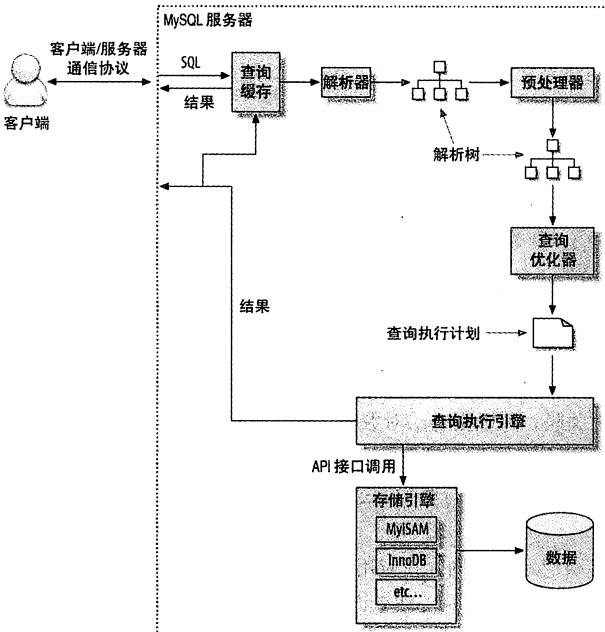 MySQL 服务器
客户端/服务器
通信协议
客户端
SQL
结果
查询
缓存
解析器
预处理器
解析树
查询
优化器
结果
查询执行计划
查询执行引擎
API 接口调用
存储引擎
MyISAM
InnoDB
etc...
数据